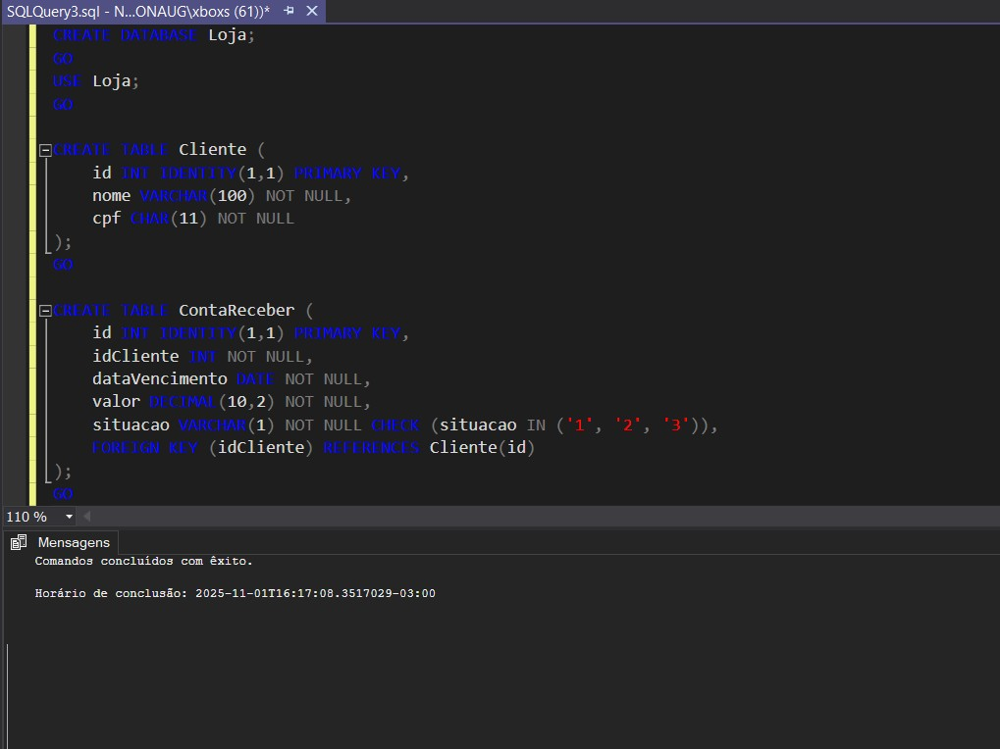 SQLQuery3.sql - N...ONAUG\xboxs (61))*
CREATE DATABASE Loja;
GO
USE Loja;
GO
CREATE TABLE Cliente (
id INT IDENTITY(1,1) PRIMARY KEY,
nome VARCHAR(100) NOT NULL,
cpf CHAR(11) NOT NULL
);
GO
CREATE TABLE ContaReceber (
id INT IDENTITY(1,1) PRIMARY KEY,
idCliente INT NOT NULL,
dataVencimento DATE NOT NULL,
valor DECIMAL(10,2) NOT NULL,
situacao VARCHAR(1) NOT NULL CHECK (situacao IN ('1', '2', '3')),
FOREIGN KEY (idCliente) REFERENCES Cliente(id)
);
GO
110 %
Mensagens
Comandos concluídos com êxito.
Horário de conclusão: 2025-11-01T16:17:08.3517029-03:00